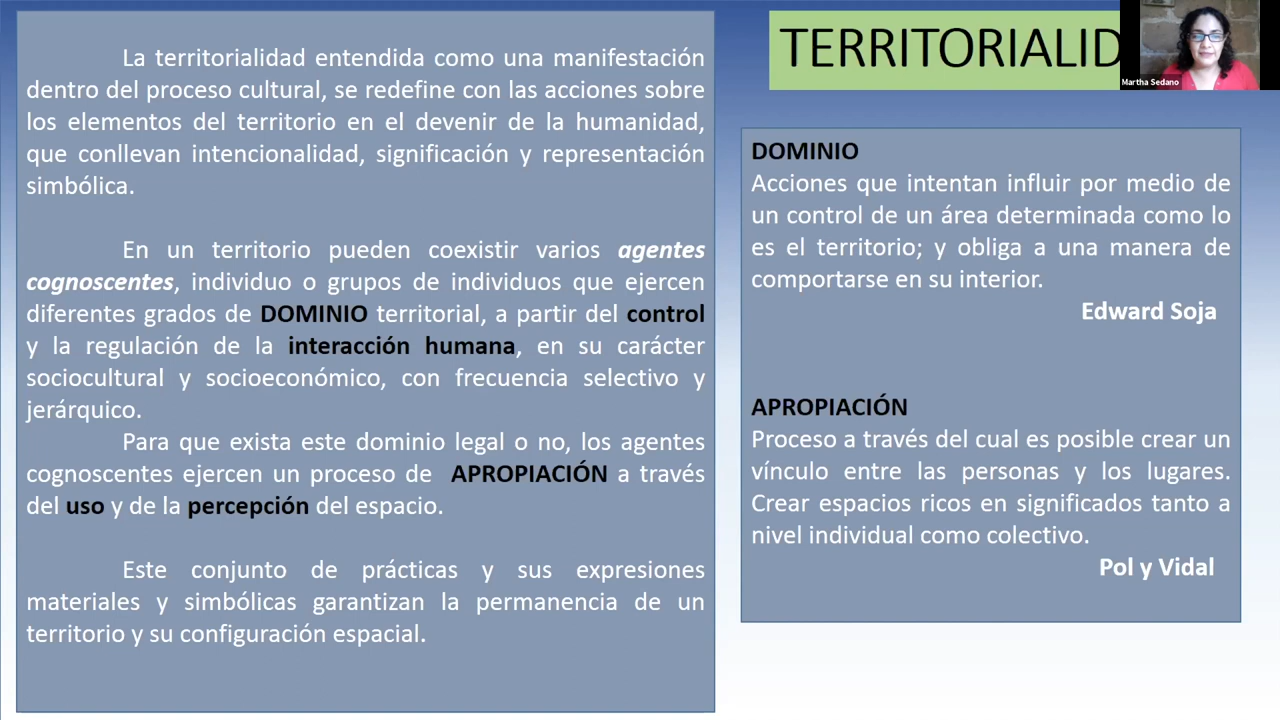 La territorialidad entendida como una manifestación
dentro del proceso cultural, se redefine con las acciones sobre
los elementos del territorio en el devenir de la humanidad,
que conllevan intencionalidad, significación y representación
simbólica.
En un territorio pueden coexistir varios agentes
cognoscentes, individuo o grupos de individuos que ejercen
diferentes grados de DOMINIO territorial, a partir del control
y la regulación de la interacción humana, en su carácter
sociocultural y socioeconómico, con frecuencia selectivo y
jerárquico.
Para que exista este dominio legal o no, los agentes
cognoscentes ejercen un proceso de APROPIACIÓN a través
del uso y de la percepción del espacio.
Este conjunto de prácticas y sus expresiones
materiales y simbólicas garantizan la permanencia de un
territorio y su configuración espacial.
TERRITORIALID
Martha Sedano
DOMINIO
Acciones que intentan influir por medio de
un control de un área determinada como lo
es el territorio; y obliga a una manera de
comportarse en su interior.
Edward Soja
APROPIACIÓN
Proceso a través del cual es posible crear un
vínculo entre las personas y los lugares.
Crear espacios ricos en significados tanto a
nivel individual como colectivo.
Pol y Vidal